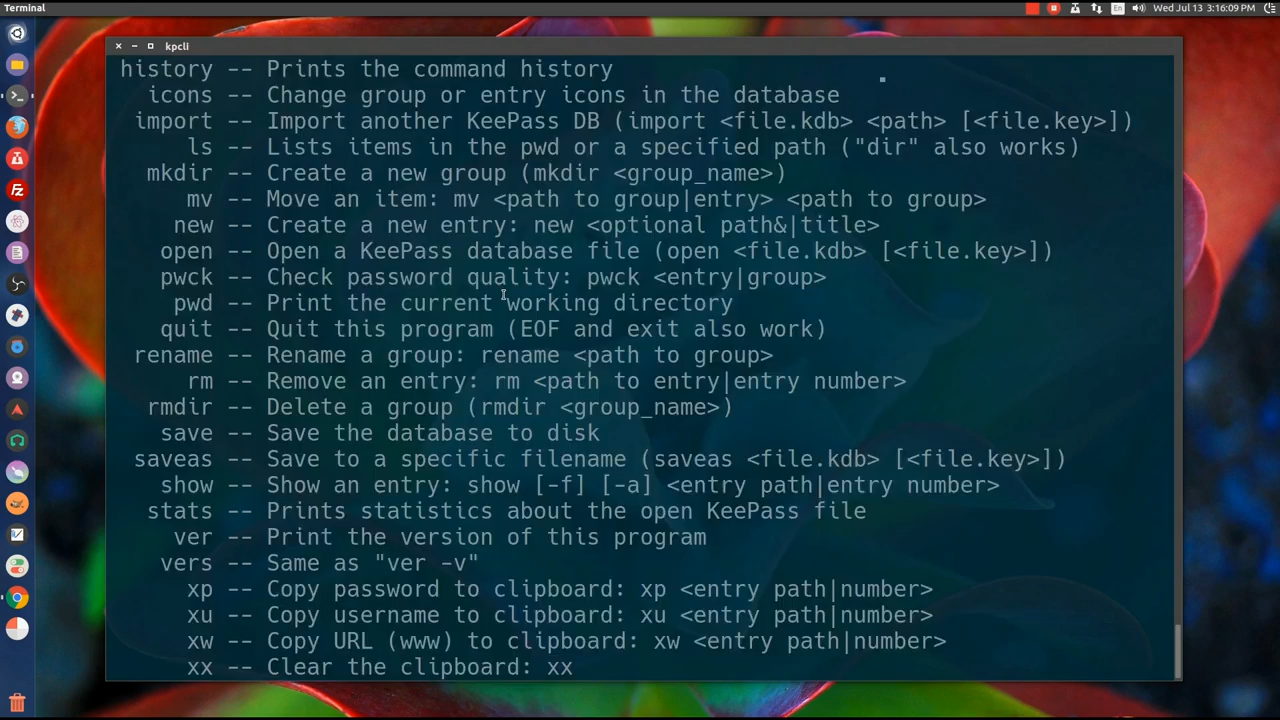 Terminal
En
Wed Jul 13 3:16:09 PM
kpcli
history -- Prints the command history
icons -- Change group or entry icons in the database
import -- Import another KeePass DB (import <file.kdb> <path> [<file.key>])
ls -- Lists items in the pwd or a specified path ("dir" also works)
mkdir -- Create a new group (mkdir <group_name>)
mv -- Move an item: mv <path to group|entry> <path to group>
new -- Create a new entry: new <optional path&|title>
open -- Open a KeePass database file (open <file.kdb> [<file.key>])
pwck -- Check password quality: pwck <entry|group>
pwd -- Print the current working directory
quit -- Quit this program (EOF and exit also work)
rename -- Rename a group: rename <path to group>
rm -- Remove an entry: rm <path to entry|entry number>
rmdir -- Delete a group (rmdir <group_name>)
save -- Save the database to disk
saveas -- Save to a specific filename (saveas <file.kdb> [<file.key>])
show -- Show an entry: show [-f] [-a] <entry path|entry number>
stats -- Prints statistics about the open KeePass file
ver -- Print the version of this program
vers -- Same as "ver -v"
xp -- Copy password to clipboard: xp <entry path|number>
xu -- Copy username to clipboard: xu <entry path|number>
xw -- Copy URL (www) to clipboard: xw <entry path|number>
xx -- Clear the clipboard: xx